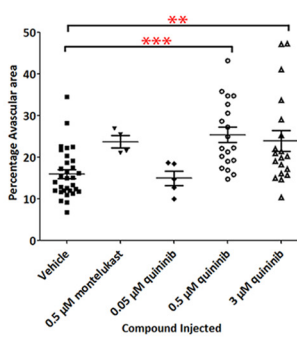 **
***
50
40
30
20
10
0
Percentage Avascular area
Vehicle
0.5 µM montelukast
0.05 µM quininib
0.5 µM quininib
3 µM quininib
Compound Injected